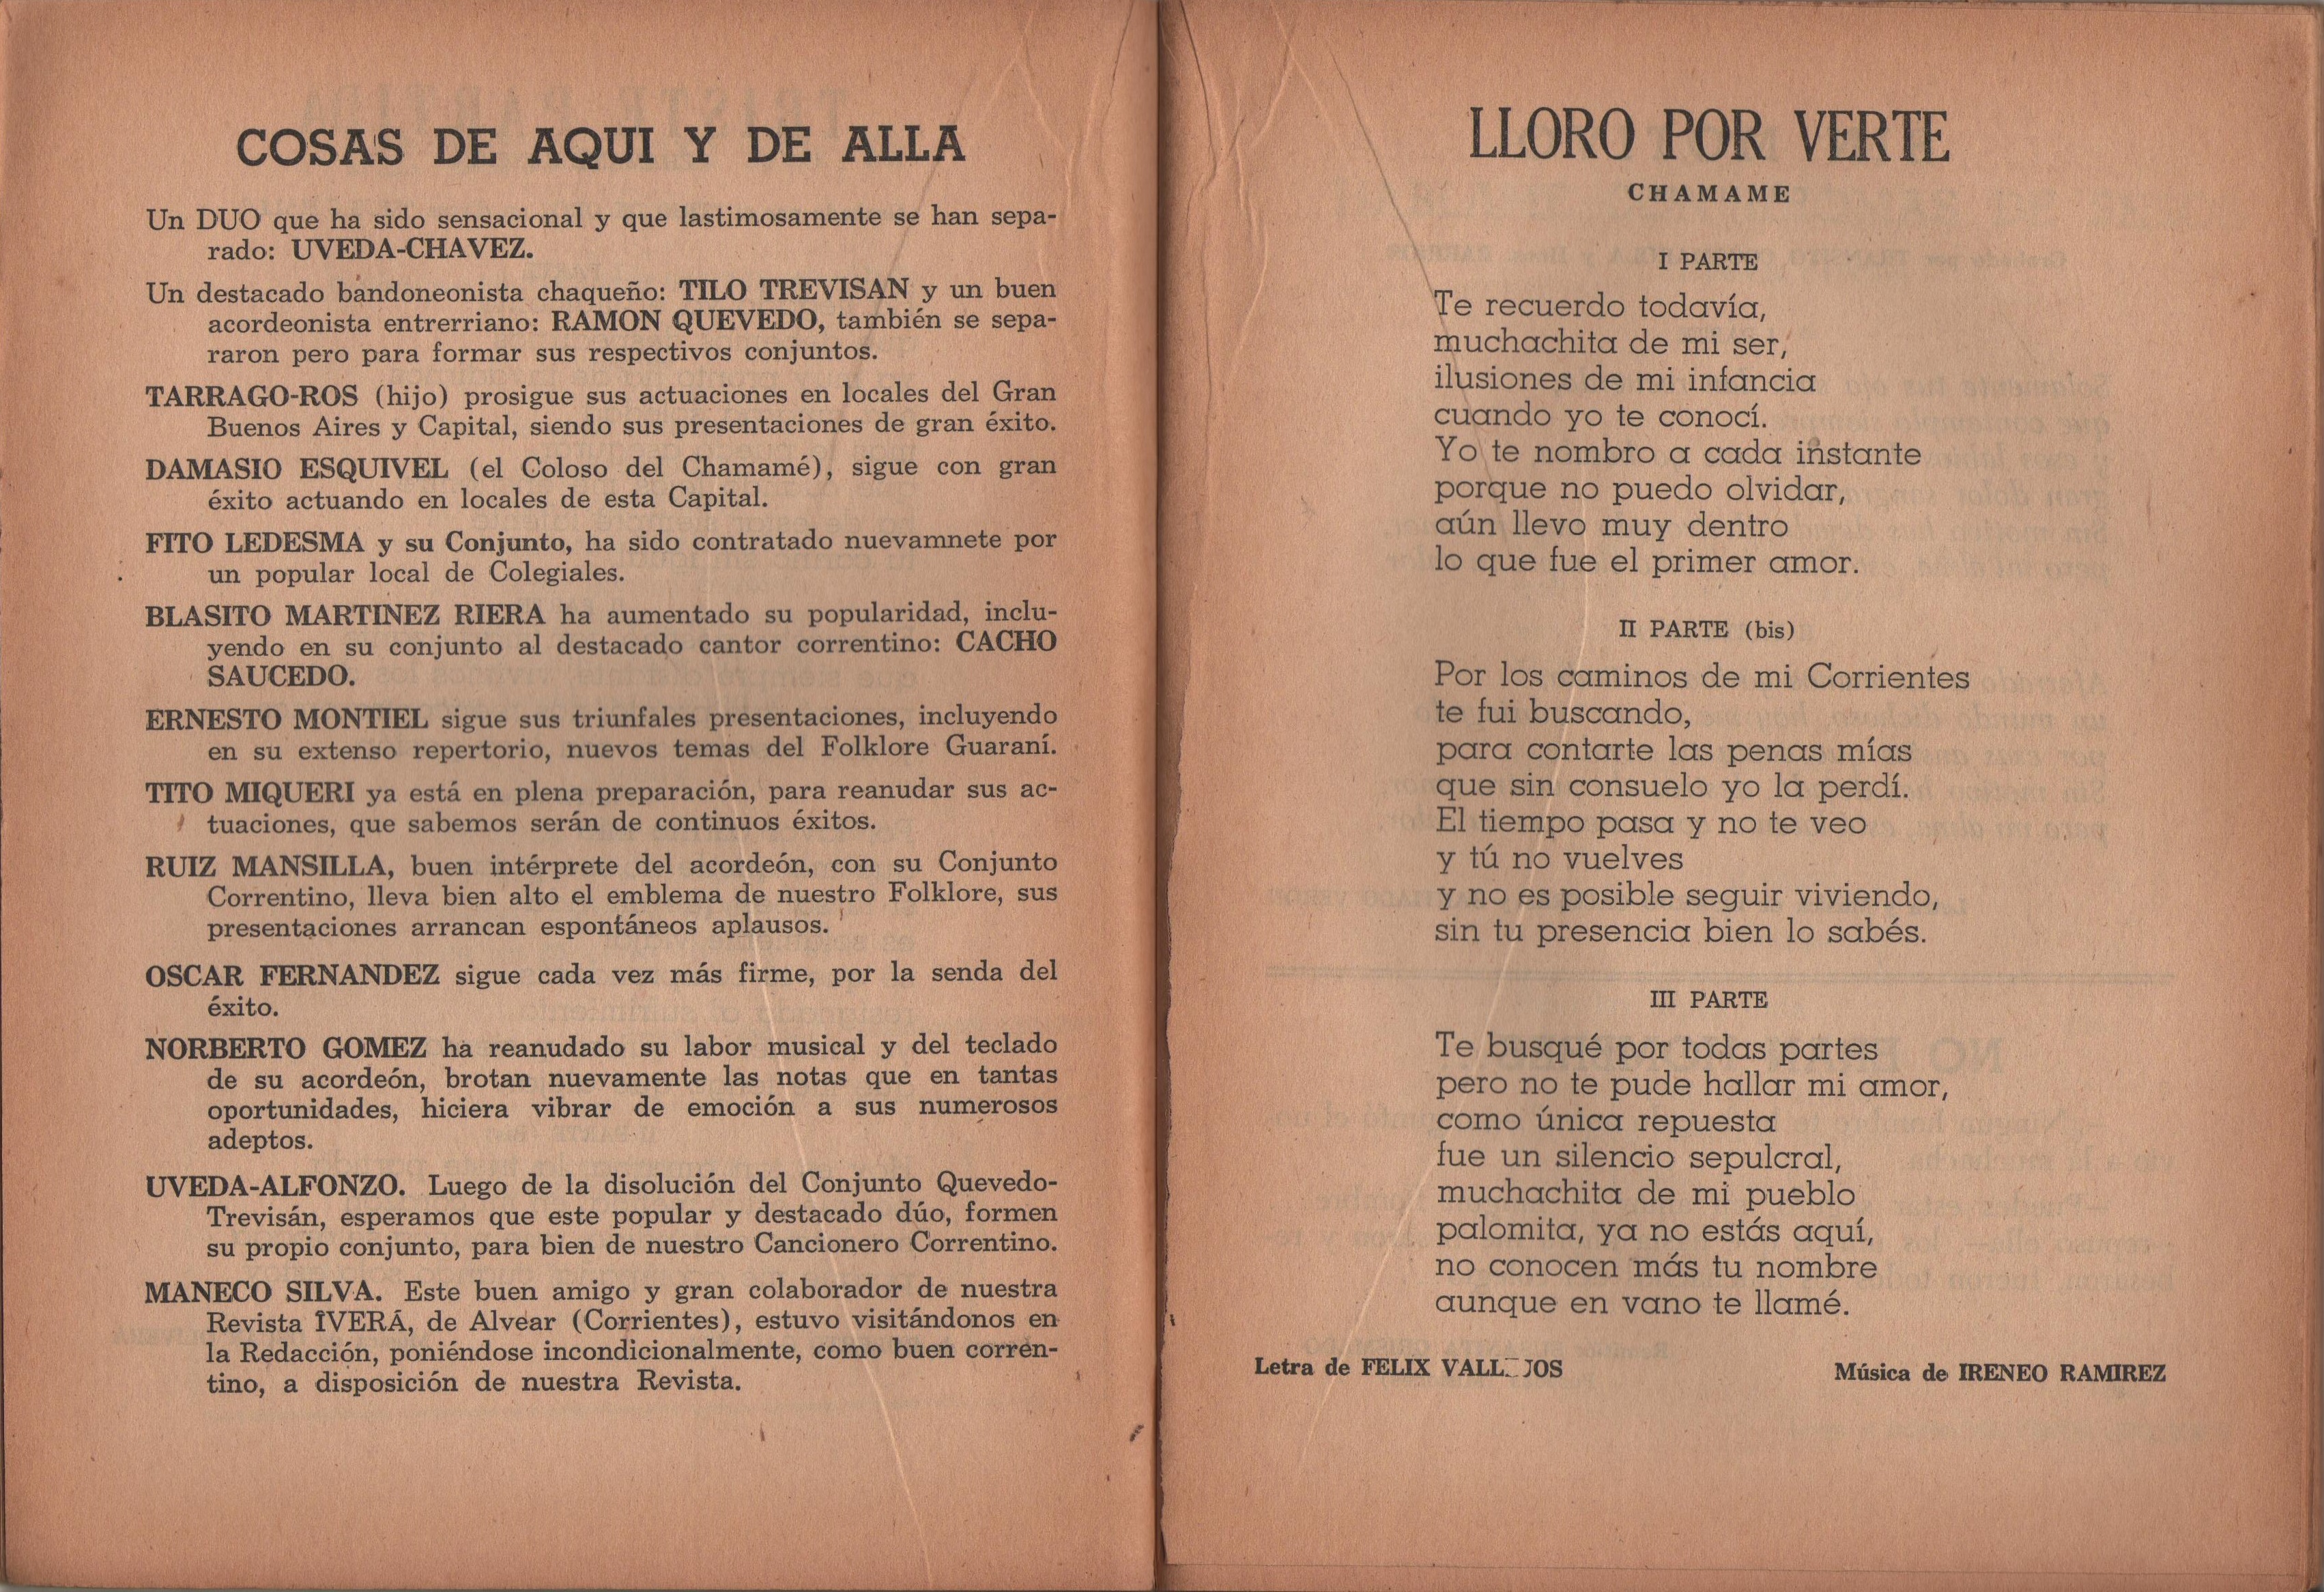 COSAS DE AQUI Y DE ALLA
Un DUO que ha sido sensacional y que lastimosamente se han sepa-
rado: UVEDA-CHAVEZ.
Un destacado bandoneonista chaqueño: TILO TREVISAN y un buen
acordeonista entrerriano: RAMON QUEVEDO, también se sepa-
raron pero para formar sus respectivos conjuntos.
TARRAGO-ROS (hijo) prosigue sus actuaciones en locales del Gran
Buenos Aires y Capital, siendo sus presentaciones de gran éxito.
DAMASIO ESQUIVEL (el Coloso del Chamamé), sigue con gran
éxito actuando en locales de esta Capital.
FITO LEDESMA y su Conjunto, ha sido contratado nuevamnete por
un popular local de Colegiales.
BLASITO MARTINEZ RIERA ha aumentado su popularidad, inclu-
yendo en su conjunto al destacado cantor correntino: CACHO
SAUCEDO.
ERNESTO MONTIEL sigue sus triunfales presentaciones, incluyendo
en su extenso repertorio, nuevos temas del Folklore Guaraní.
TITO MIQUERI ya está en plena preparación, para reanudar sus ac-
tuaciones, que sabemos serán de continuos éxitos.
RUIZ MANSILLA, buen intérprete del acordeón, con su Conjunto
Correntino, lleva bien alto el emblema de nuestro Folklore, sus
presentaciones arrancan espontáneos aplausos.
OSCAR FERNANDEZ sigue cada vez más firme, por la senda del
éxito.
NORBERTO GOMEZ ha reanudado su labor musical y del teclado
de su acordeón, brotan nuevamente las notas que en tantas
oportunidades, hiciera vibrar de emoción a sus numerosos
adeptos.
UVEDA-ALFONZO. Luego de la disolución del Conjunto Quevedo-
Trevisán, esperamos que este popular y destacado dúo, formen
su propio conjunto, para bien de nuestro Cancionero Correntino.
MANECO SILVA. Este buen amigo y gran colaborador de nuestra
Revista ÎVERÁ, de Alvear (Corrientes), estuvo visitándonos en
la Redacción, poniéndose incondicionalmente, como buen corren-
tino, a disposición de nuestra Revista.
LLORO POR VERTE
CHAMAME
I PARTE
Te recuerdo todavía,
muchachita de mi ser,
ilusiones de mi infancia
cuando yo te conocí.
Yo te nombro a cada instante
porque no puedo olvidar,
aún llevo muy dentro
lo que fue el primer amor.
II PARTE (bis)
Por los caminos de mi Corrientes
te fui buscando,
para contarte las penas mías
que sin consuelo yo la perdí.
El tiempo pasa y no te veo
y tú no vuelves
y no es posible seguir viviendo,
sin tu presencia bien lo sabés.
III PARTE
Te busqué por todas partes
pero no te pude hallar mi amor,
como única repuesta
fue un silencio sepulcral,
muchachita de mi pueblo
palomita, ya no estás aquí,
no conocen más tu nombre
aunque en vano te llamé.
Letra de FELIX VALLEJOS
Música de IRENEO RAMIREZ